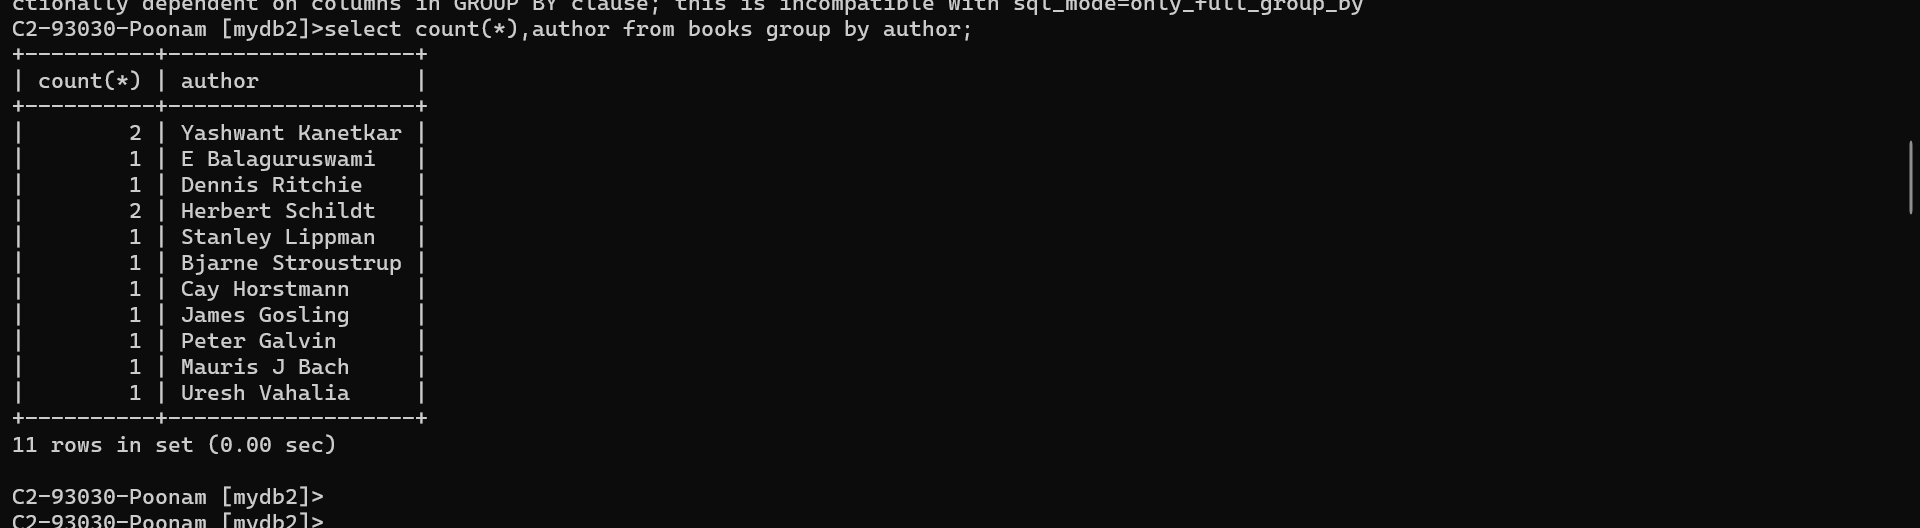 ctionally dependent on columns in GROUP BY clause; this is incompatible with sql_mode=only_full_group_by
C2-93030-Poonam [mydb2]>select count(*),author from books group by author;
+----------+------------------+
| count(*) | author           |
+----------+------------------+
|        2 | Yashwant Kanetkar |
|        1 | E Balaguruswami   |
|        1 | Dennis Ritchie    |
|        2 | Herbert Schildt   |
|        1 | Stanley Lippman   |
|        1 | Bjarne Stroustrup |
|        1 | Cay Horstmann     |
|        1 | James Gosling     |
|        1 | Peter Galvin      |
|        1 | Mauris J Bach     |
|        1 | Uresh Vahalia     |
+----------+------------------+
11 rows in set (0.00 sec)
C2-93030-Poonam [mydb2]>
C2-93030-Poonam [mydb2]>